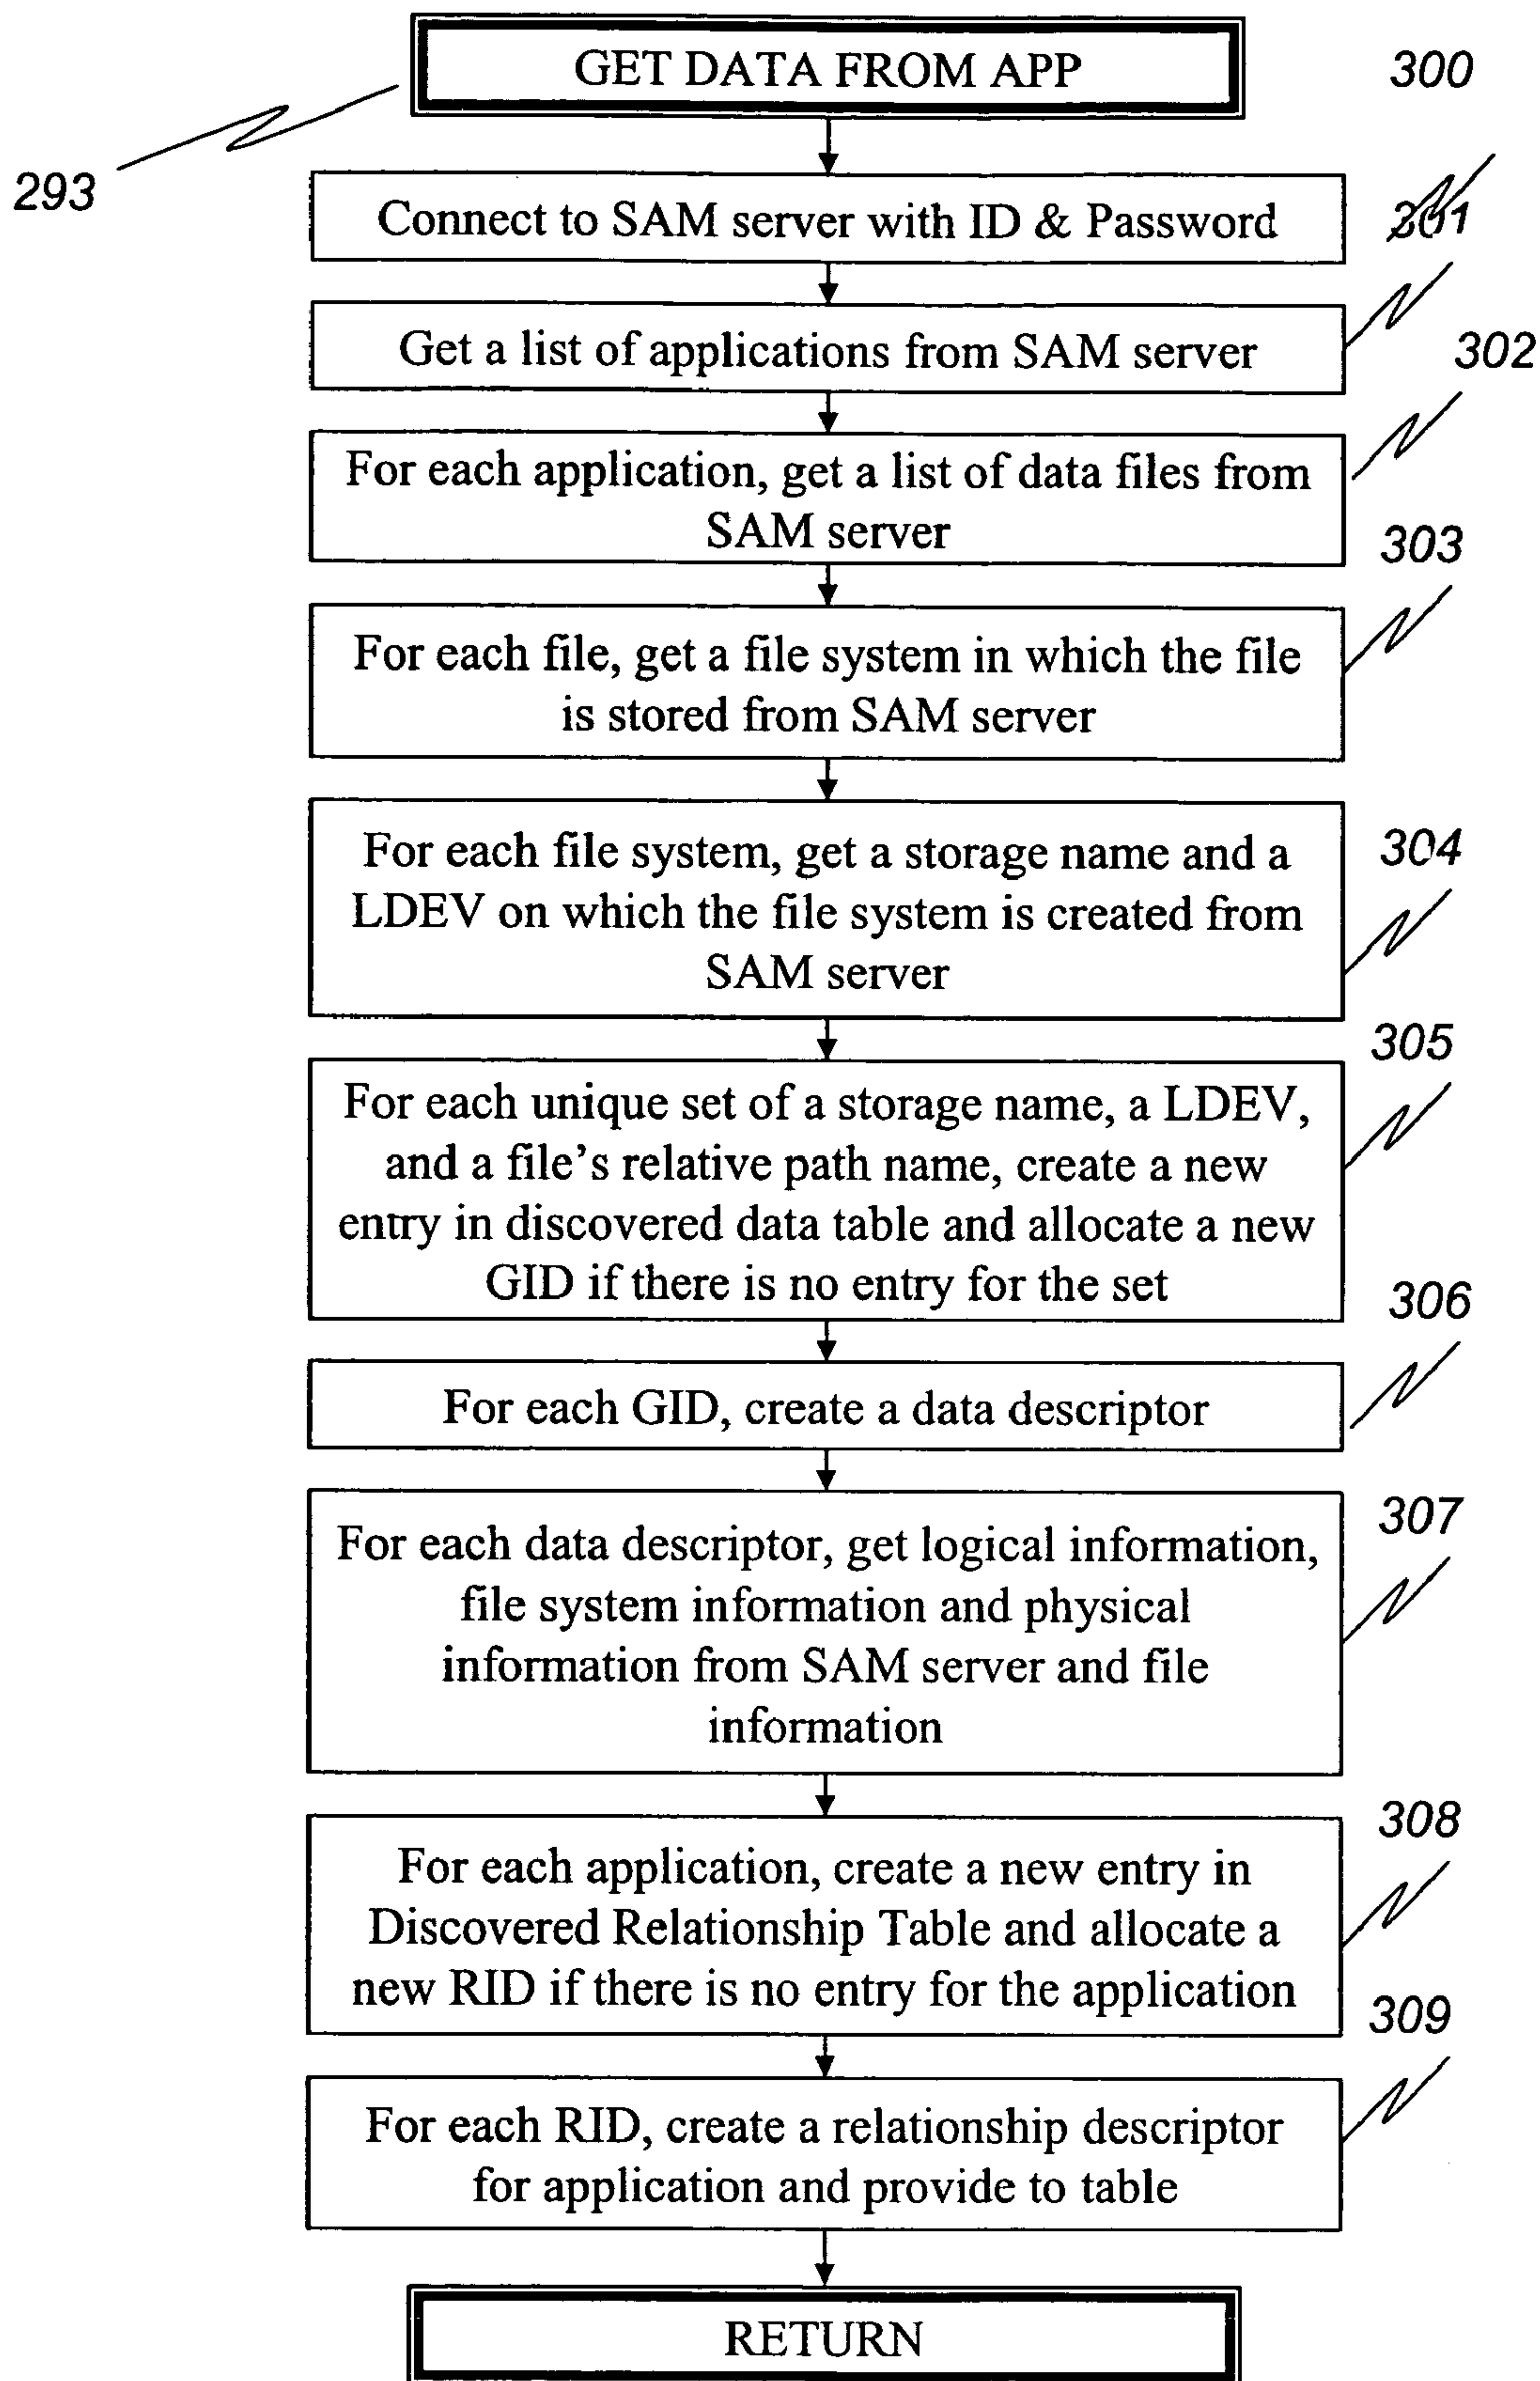 GET DATA FROM APP
300
293
Connect to SAM server with ID & Password
301
Get a list of applications from SAM server
302
For each application, get a list of data files from
SAM server
303
For each file, get a file system in which the file
is stored from SAM server
304
For each file system, get a storage name and a
LDEV on which the file system is created from
SAM server
305
For each unique set of a storage name, a LDEV,
and a file's relative path name, create a new
entry in discovered data table and allocate a new
GID if there is no entry for the set
306
For each GID, create a data descriptor
307
For each data descriptor, get logical information,
file system information and physical
information from SAM server and file
information
308
For each application, create a new entry in
Discovered Relationship Table and allocate a
new RID if there is no entry for the application
309
For each RID, create a relationship descriptor
for application and provide to table
RETURN